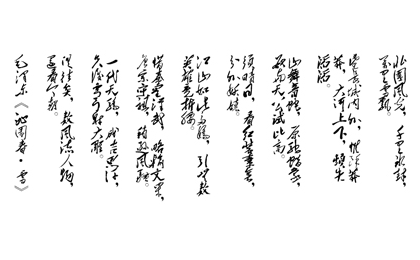 北国风光，千里冰封，
万里雪飘。
望长城内外，惟余莽
莽，大河上下，顿失
滔滔。
山舞银蛇，原驰蜡象，
欲与天公试比高。
须晴日，看红装素裹，
分外妖娆。
江山如此多娇，引无数
英雄竞折腰。
惜秦皇汉武，略输文采，
唐宗宋祖，稍逊风骚。
一代天骄，成吉思汗，
只识弯弓射大雕。
俱往矣，数风流人物，
还看今朝。
毛泽东《沁园春·雪》